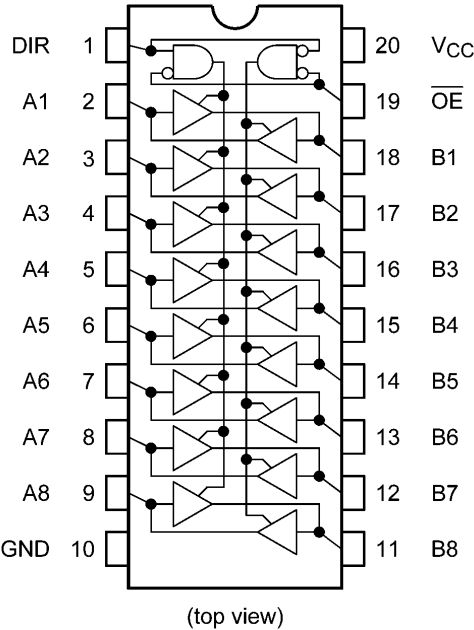 DIR 1 20 VCC
A1 2 19 OE
A2 3 18 B1
A3 4 17 B2
A4 5 16 B3
A5 6 15 B4
A6 7 14 B5
A7 8 13 B6
A8 9 12 B7
GND 10 11 B8
(top view)